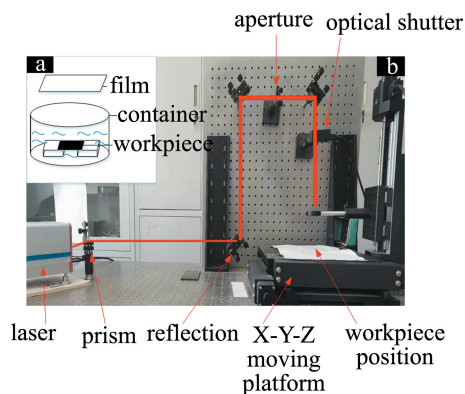 aperture
optical shutter
a
b
film
container
workpiece
laser
prism
reflection
X-Y-Z
moving
platform
workpiece
position